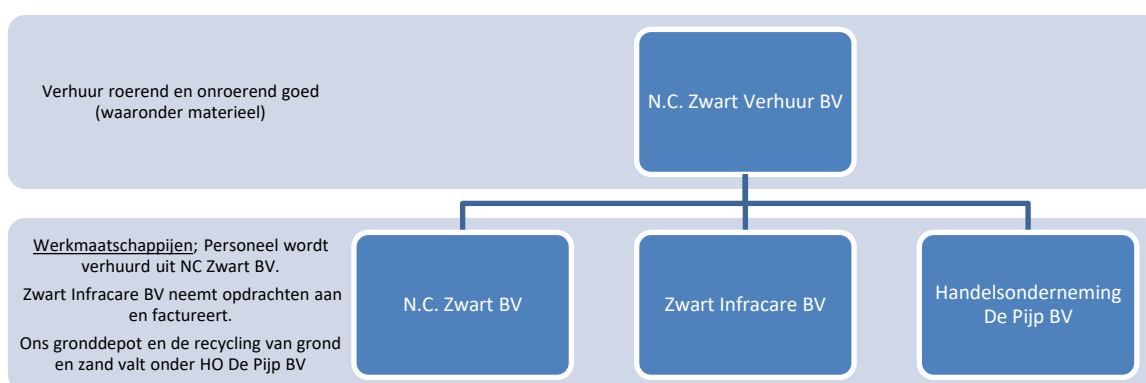 Verhuur roerend en onroerend goed
(waaronder materieel)
N.C. Zwart Verhuur BV
Werkmaatschappijen; Personeel wordt
verhuurd uit NC Zwart BV.
Zwart Infracare BV neemt opdrachten aan
en factureert.
Ons gronddepot en de recycling van grond
en zand valt onder HO De Pijp BV
N.C. Zwart BV
Zwart Infracare BV
Handelsonderneming
De Pijp BV